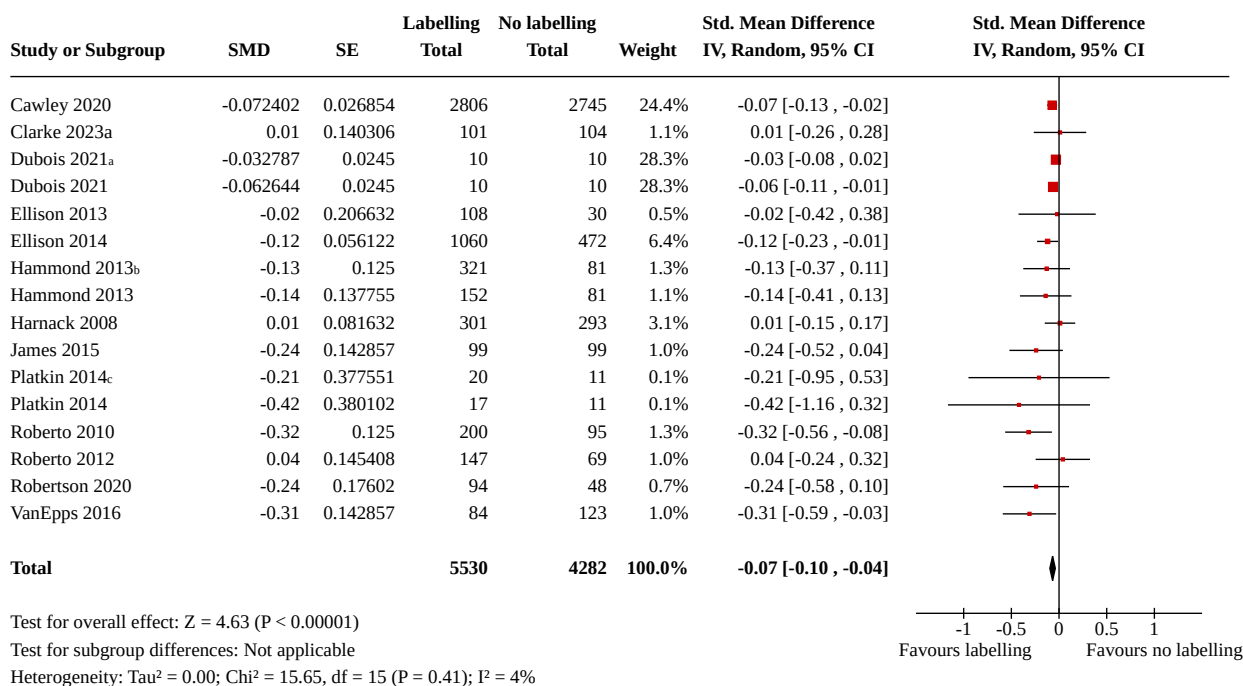 Labelling No labelling Std. Mean Difference Std. Mean Difference
Study or Subgroup SMD SE Total Total Weight IV, Random, 95% CI IV, Random, 95% CI
Cawley 2020 -0.072402 0.026854 2806 2745 24.4% -0.07 [-0.13 , -0.02]
Clarke 2023a 0.01 0.140306 101 104 1.1% 0.01 [-0.26 , 0.28]
Dubois 2021a -0.032787 0.0245 10 10 28.3% -0.03 [-0.08 , 0.02]
Dubois 2021 -0.062644 0.0245 10 10 28.3% -0.06 [-0.11 , -0.01]
Ellison 2013 -0.02 0.206632 108 30 0.5% -0.02 [-0.42 , 0.38]
Ellison 2014 -0.12 0.056122 1060 472 6.4% -0.12 [-0.23 , -0.01]
Hammond 2013b -0.13 0.125 321 81 1.3% -0.13 [-0.37 , 0.11]
Hammond 2013 -0.14 0.137755 152 81 1.1% -0.14 [-0.41 , 0.13]
Harnack 2008 0.01 0.081632 301 293 3.1% 0.01 [-0.15 , 0.17]
James 2015 -0.24 0.142857 99 99 1.0% -0.24 [-0.52 , 0.04]
Platkin 2014c -0.21 0.377551 20 11 0.1% -0.21 [-0.95 , 0.53]
Platkin 2014 -0.42 0.380102 17 11 0.1% -0.42 [-1.16 , 0.32]
Roberto 2010 -0.32 0.125 200 95 1.3% -0.32 [-0.56 , -0.08]
Roberto 2012 0.04 0.145408 147 69 1.0% 0.04 [-0.24 , 0.32]
Robertson 2020 -0.24 0.17602 94 48 0.7% -0.24 [-0.58 , 0.10]
VanEpps 2016 -0.31 0.142857 84 123 1.0% -0.31 [-0.59 , -0.03]
Total 5530 4282 100.0% -0.07 [-0.10 , -0.04]
Test for overall effect: Z = 4.63 (P < 0.00001)
Test for subgroup differences: Not applicable
Heterogeneity: Tau² = 0.00; Chi² = 15.65, df = 15 (P = 0.41); I² = 4%
-1 -0.5 0 0.5 1
Favours labelling Favours no labelling